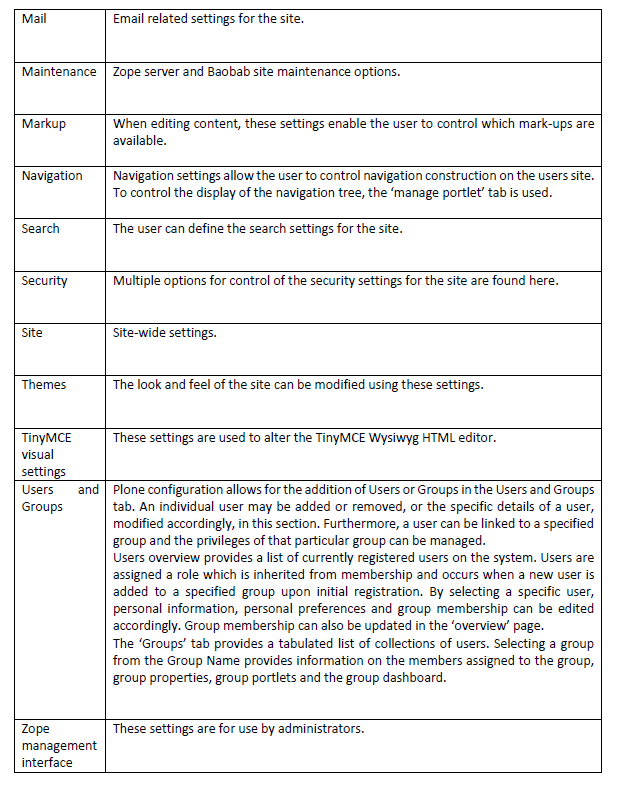 Mail
Email related settings for the site.
Maintenance
Zope server and Baobab site maintenance options.
Markup
When editing content, these settings enable the user to control which mark-ups are
available.
Navigation
Navigation settings allow the user to control navigation construction on the users site.
To control the display of the navigation tree, the ‘manage portlet’ tab is used.
Search
The user can define the search settings for the site.
Security
Multiple options for control of the security settings for the site are found here.
Site
Site-wide settings.
Themes
The look and feel of the site can be modified using these settings.
TinyMCE
visual
settings
These settings are used to alter the TinyMCE Wysiwyg HTML editor.
Users and
Groups
Plone configuration allows for the addition of Users or Groups in the Users and Groups
tab. An individual user may be added or removed, or the specific details of a user,
modified accordingly, in this section. Furthermore, a user can be linked to a specified
group and the privileges of that particular group can be managed.
Users overview provides a list of currently registered users on the system. Users are
assigned a role which is inherited from membership and occurs when a new user is
added to a specified group upon initial registration. By selecting a specific user,
personal information, personal preferences and group membership can be edited
accordingly. Group membership can also be updated in the ‘overview’ page.
The ‘Groups’ tab provides a tabulated list of collections of users. Selecting a group
from the Group Name provides information on the members assigned to the group,
group properties, group portlets and the group dashboard.
Zope
management
interface
These settings are for use by administrators.